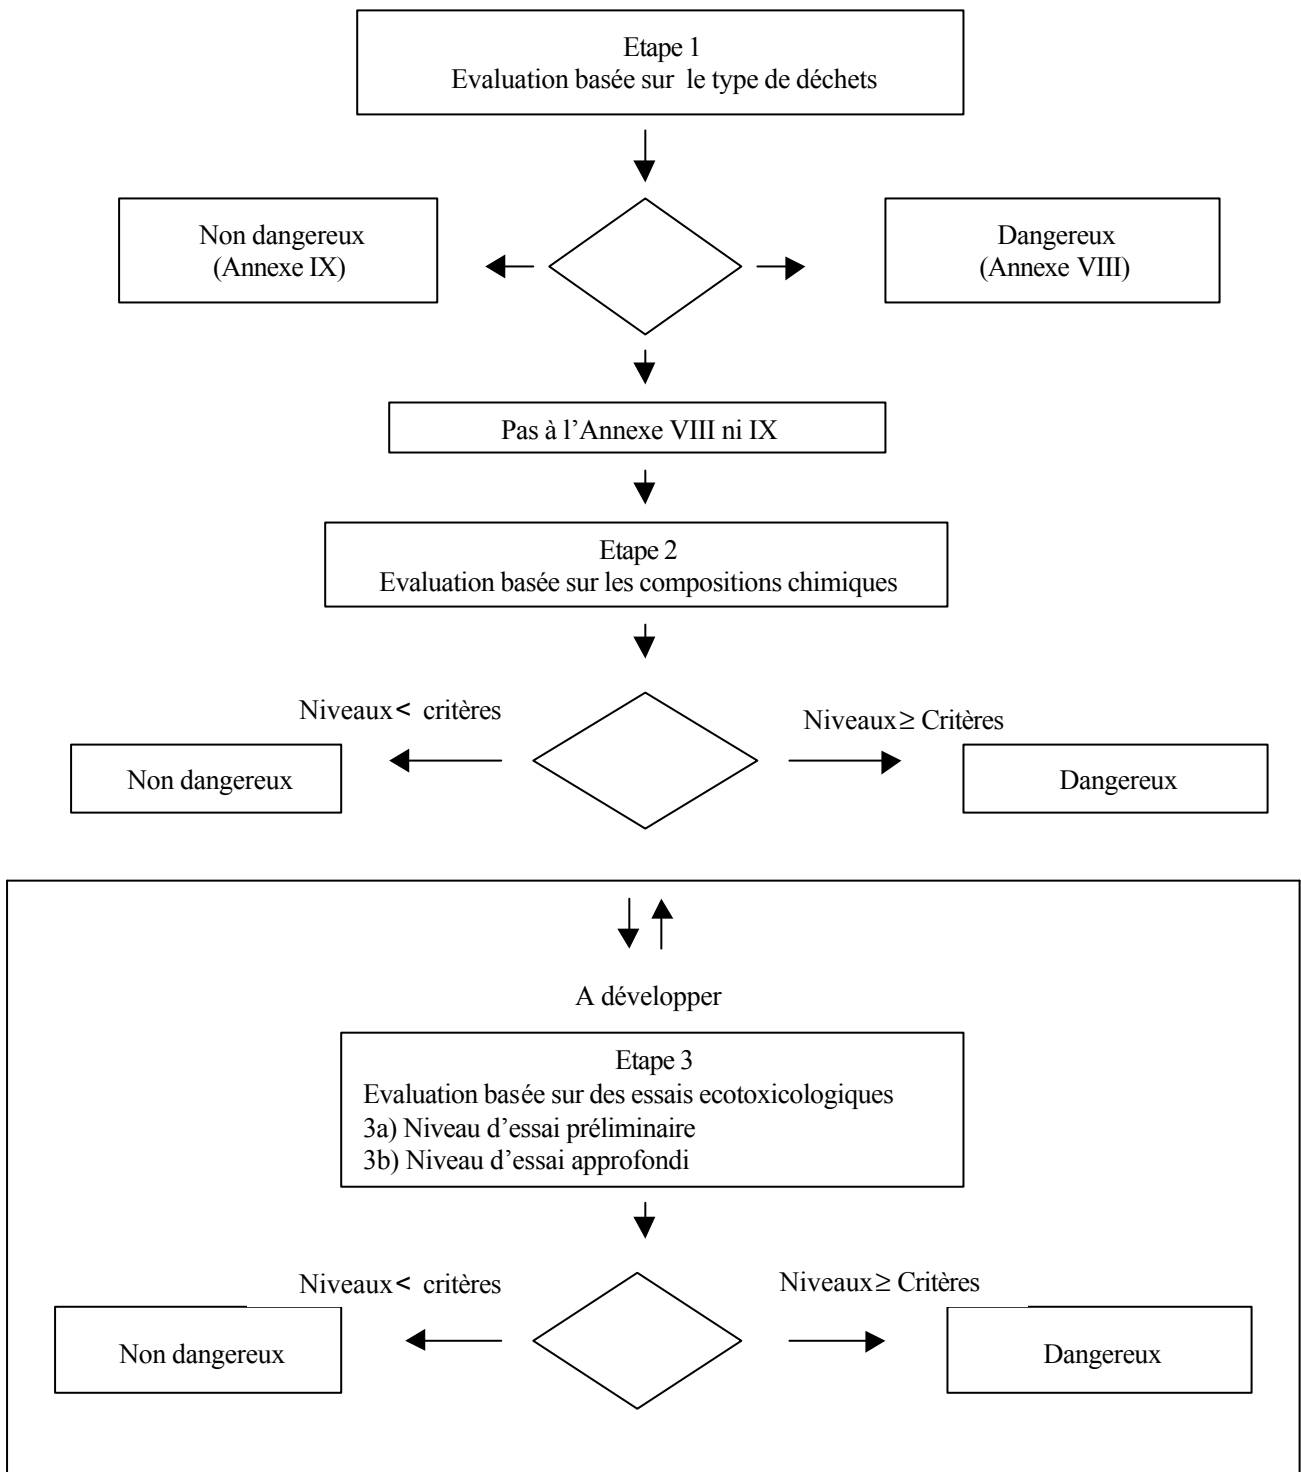 Etape 1
Evaluation basée sur le type de déchets
Non dangereux
(Annexe IX)
Dangereux
(Annexe VIII)
Pas à l’Annexe VIII ni IX
Etape 2
Evaluation basée sur les compositions chimiques
Niveaux< critères
Niveaux≥ Critères
Non dangereux
Dangereux
A développer
Etape 3
Evaluation basée sur des essais ecotoxicologiques
3a) Niveau d’essai préliminaire
3b) Niveau d’essai approfondi
Niveaux< critères
Niveaux≥ Critères
Non dangereux
Dangereux